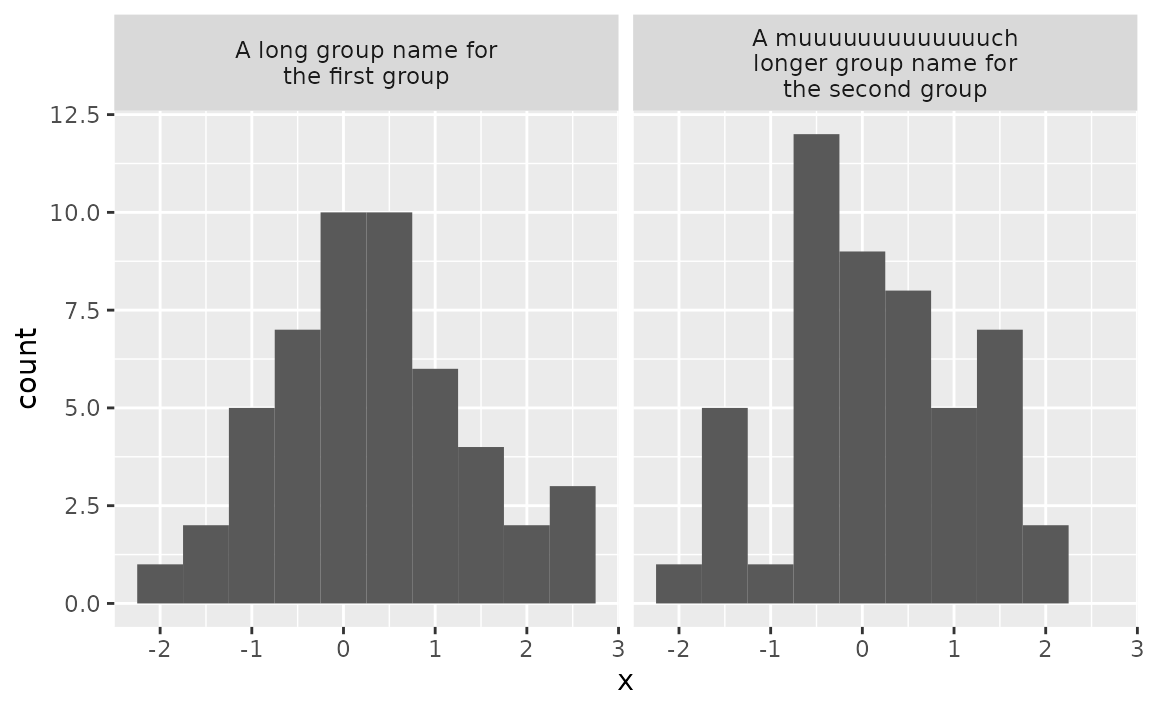 A long group name for
the first group
A muuuuuuuuuuuuuch
longer group name for
the second group
12.5
10.0
7.5
5.0
2.5
0.0
count
-2 -1 0 1 2 3
-2 -1 0 1 2 3
x